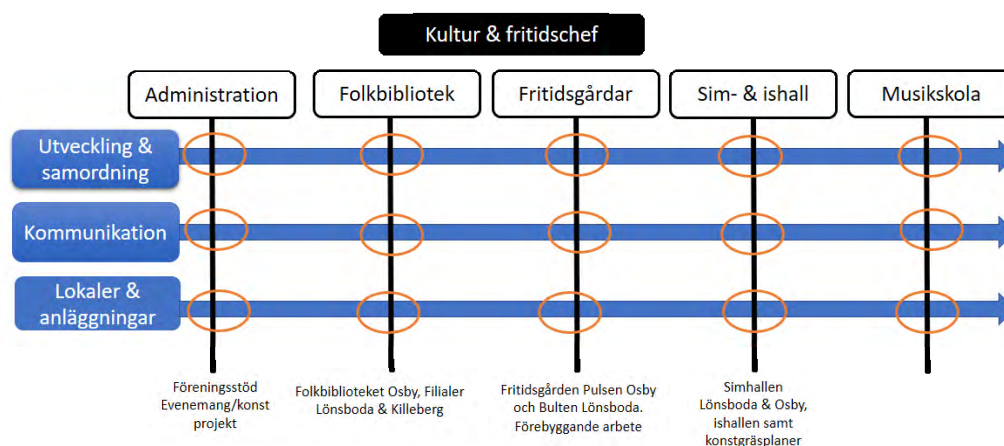 Kultur & fritidschef
Administration
Folkbibliotek
Fritidsgårdar
Sim- & ishall
Musikskola
Utveckling &
samordning
Kommunikation
Lokaler &
anläggningar
Föreningsstöd
Evenemang/konst
projekt
Folkbiblioteket Osby, Filialer
Lönsboda & Killeberg
Fritidsgården Pulsen Osby
och Bulten Lönsboda.
Förebyggande arbete
Simhallen
Lönsboda & Osby,
ishallen samt
konstgräsplaner